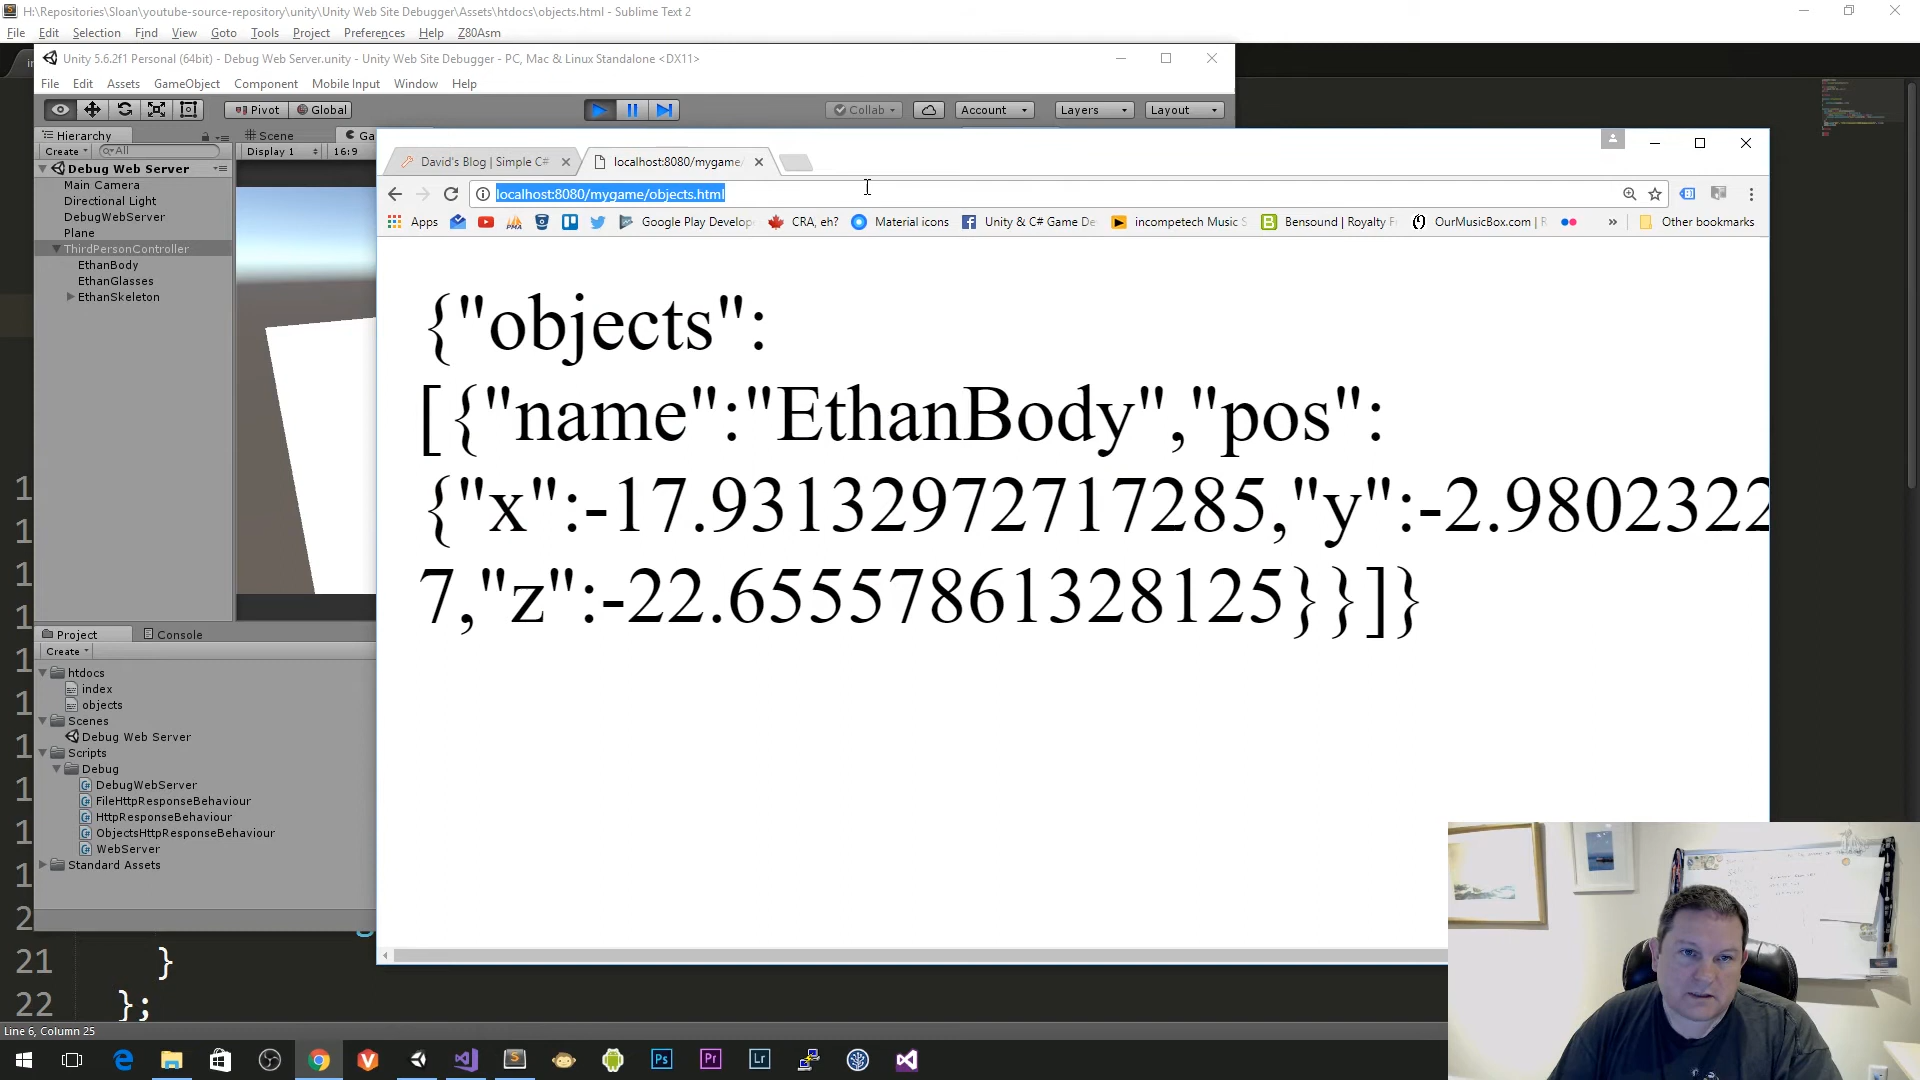 H:\Repositories\Sloan\youtube-source-repository\unity\Unity Web Site Debugger\Assets\htdocs\objects.html - Sublime Text 2
File Edit Selection Find View Goto Tools Project Preferences Help Z80Asm
Unity 5.6.2f1 Personal (64bit) - Debug Web Server.unity - Unity Web Site Debugger - PC, Mac & Linux Standalone <DX11>
File Edit Assets GameObject Component Mobile Input Window Help
Pivot Global Collab Account Layers Layout
Hierarchy Scene Ga
Create All Display 1 16:9
Debug Web Server
Main Camera
Directional Light
DebugWebServer
Plane
ThirdPersonController
EthanBody
EthanGlasses
EthanSkeleton
David's Blog | Simple C# localhost:8080/mygame/
localhost:8080/mygame/objects.html
Apps Google Play Develop CRA, eh? Material icons Unity & C# Game De incompetech Music S Bensound | Royalty F OurMusicBox.com | R » Other bookmarks
{"objects":
[{"name":"EthanBody","pos":
{"x":-17.93132972717285,"y":-2.9802322
7,"z":-22.65557861328125}}]}
Project Console
Create
htdocs
index
objects
Scenes
Debug Web Server
Scripts
Debug
DebugWebServer
FileHttpResponseBehaviour
HttpResponseBehaviour
ObjectsHttpResponseBehaviour
WebServer
Standard Assets
21 }
22 };
Line 6, Column 25